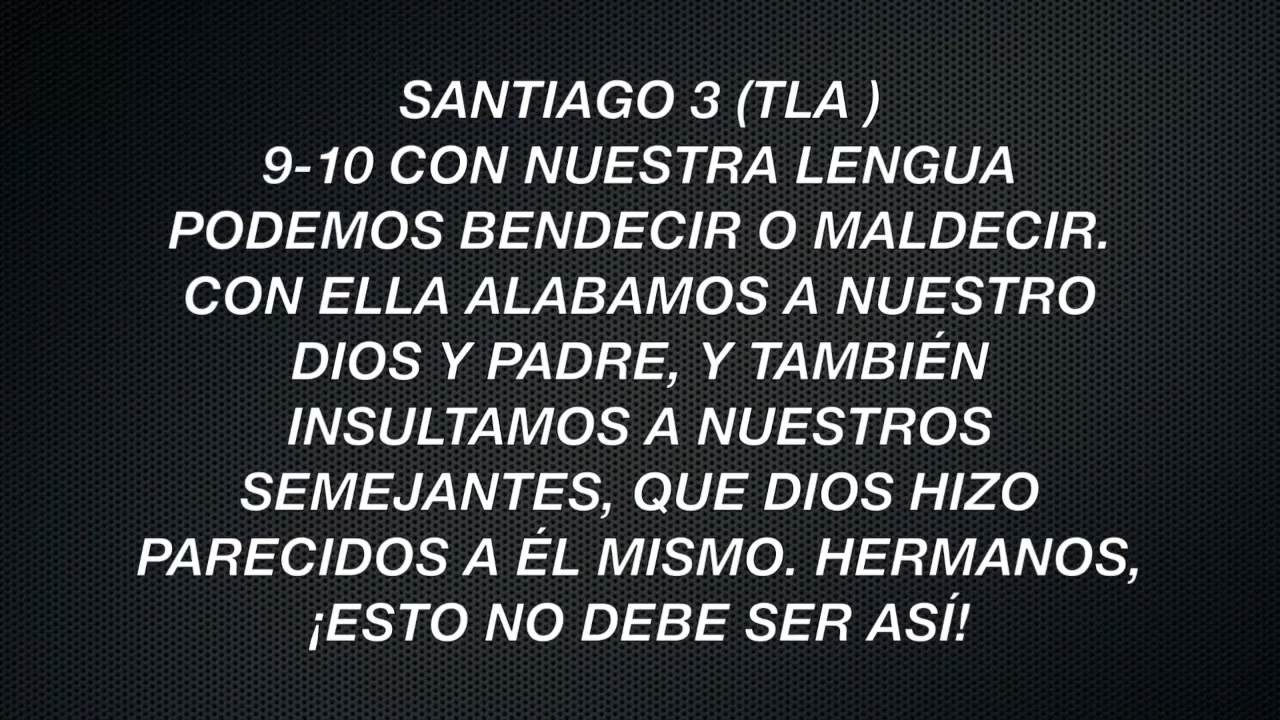 SANTIAGO 3 (TLA )
9-10 CON NUESTRA LENGUA
PODEMOS BENDECIR O MALDECIR.
CON ELLA ALABAMOS A NUESTRO
DIOS Y PADRE, Y TAMBIÉN
INSULTAMOS A NUESTROS
SEMEJANTES, QUE DIOS HIZO
PARECIDOS A ÉL MISMO. HERMANOS,
¡ESTO NO DEBE SER ASÍ!